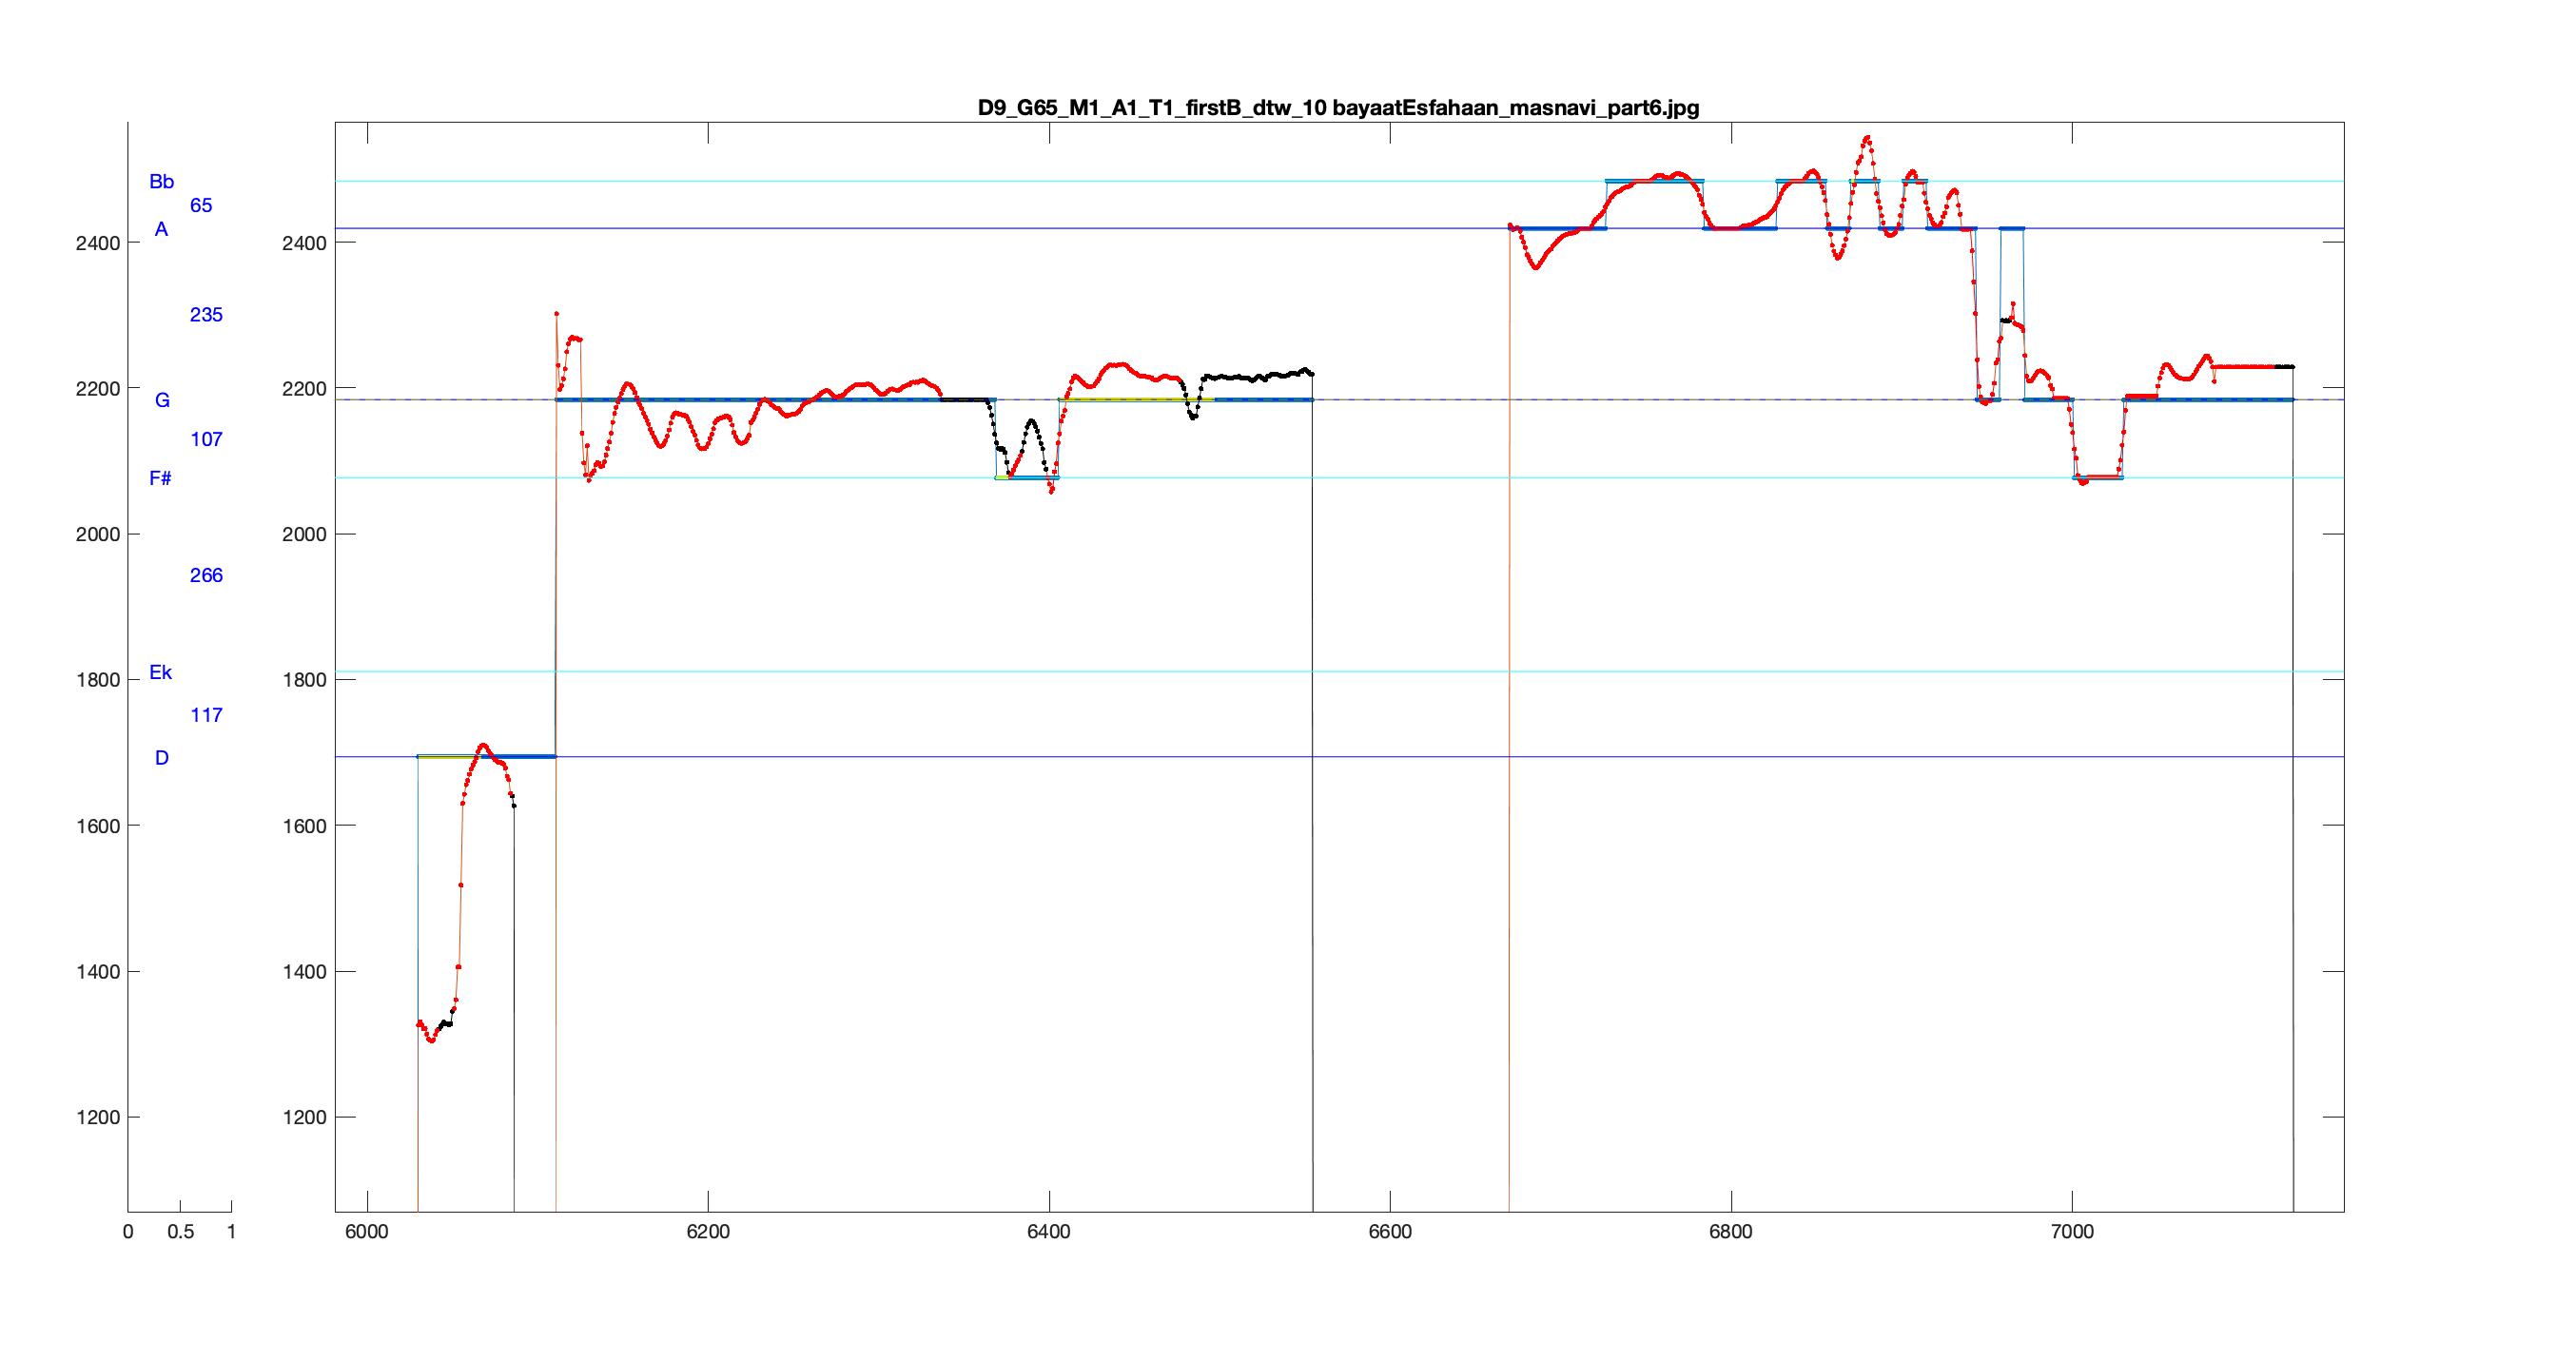 D9_G65_M1_A1_T1_firstB_dtw_10 bayaatEsfahaan_masnavi_part6.jpg
Bb
65
A
2400 2400
235
2200 2200
G
107
F#
2000 2000
266
1800 1800
Ek
117
D
1600 1600
1400 1400
1200 1200
0 0.5 1 6000 6200 6400 6600 6800 7000